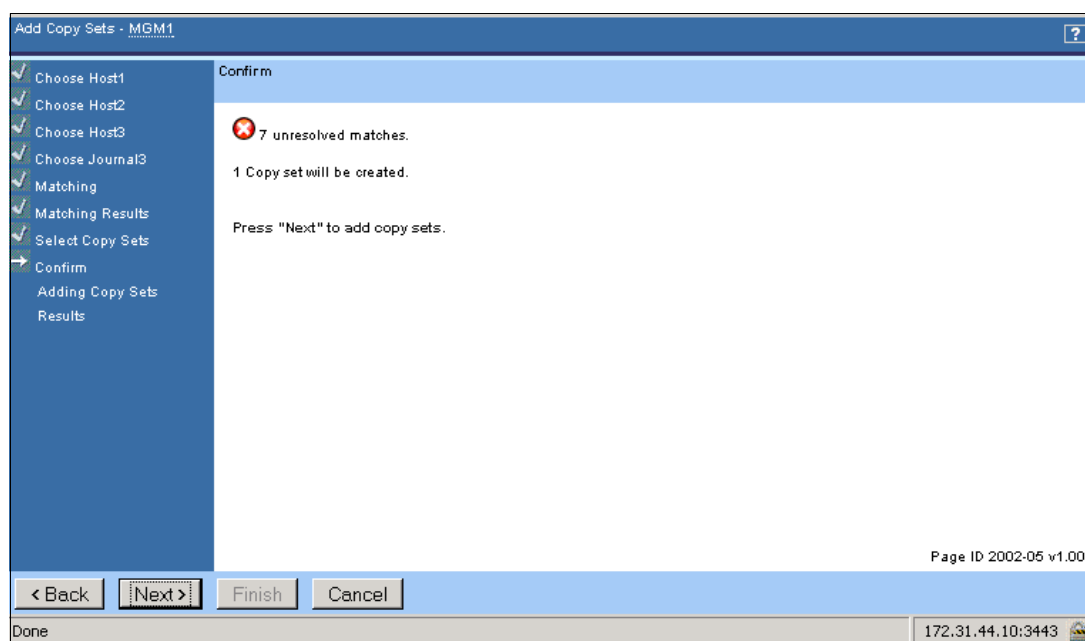 Add Copy Sets - MGM1
?
Choose Host1
Choose Host2
Choose Host3
Choose Journal3
Matching
Matching Results
Select Copy Sets
Confirm
Adding Copy Sets
Results
Confirm
7 unresolved matches.
1 Copy set will be created.
Press "Next" to add copy sets.
Page ID 2002-05 v1.00
< Back
Next >
Finish
Cancel
Done
172.31.44.10:3443